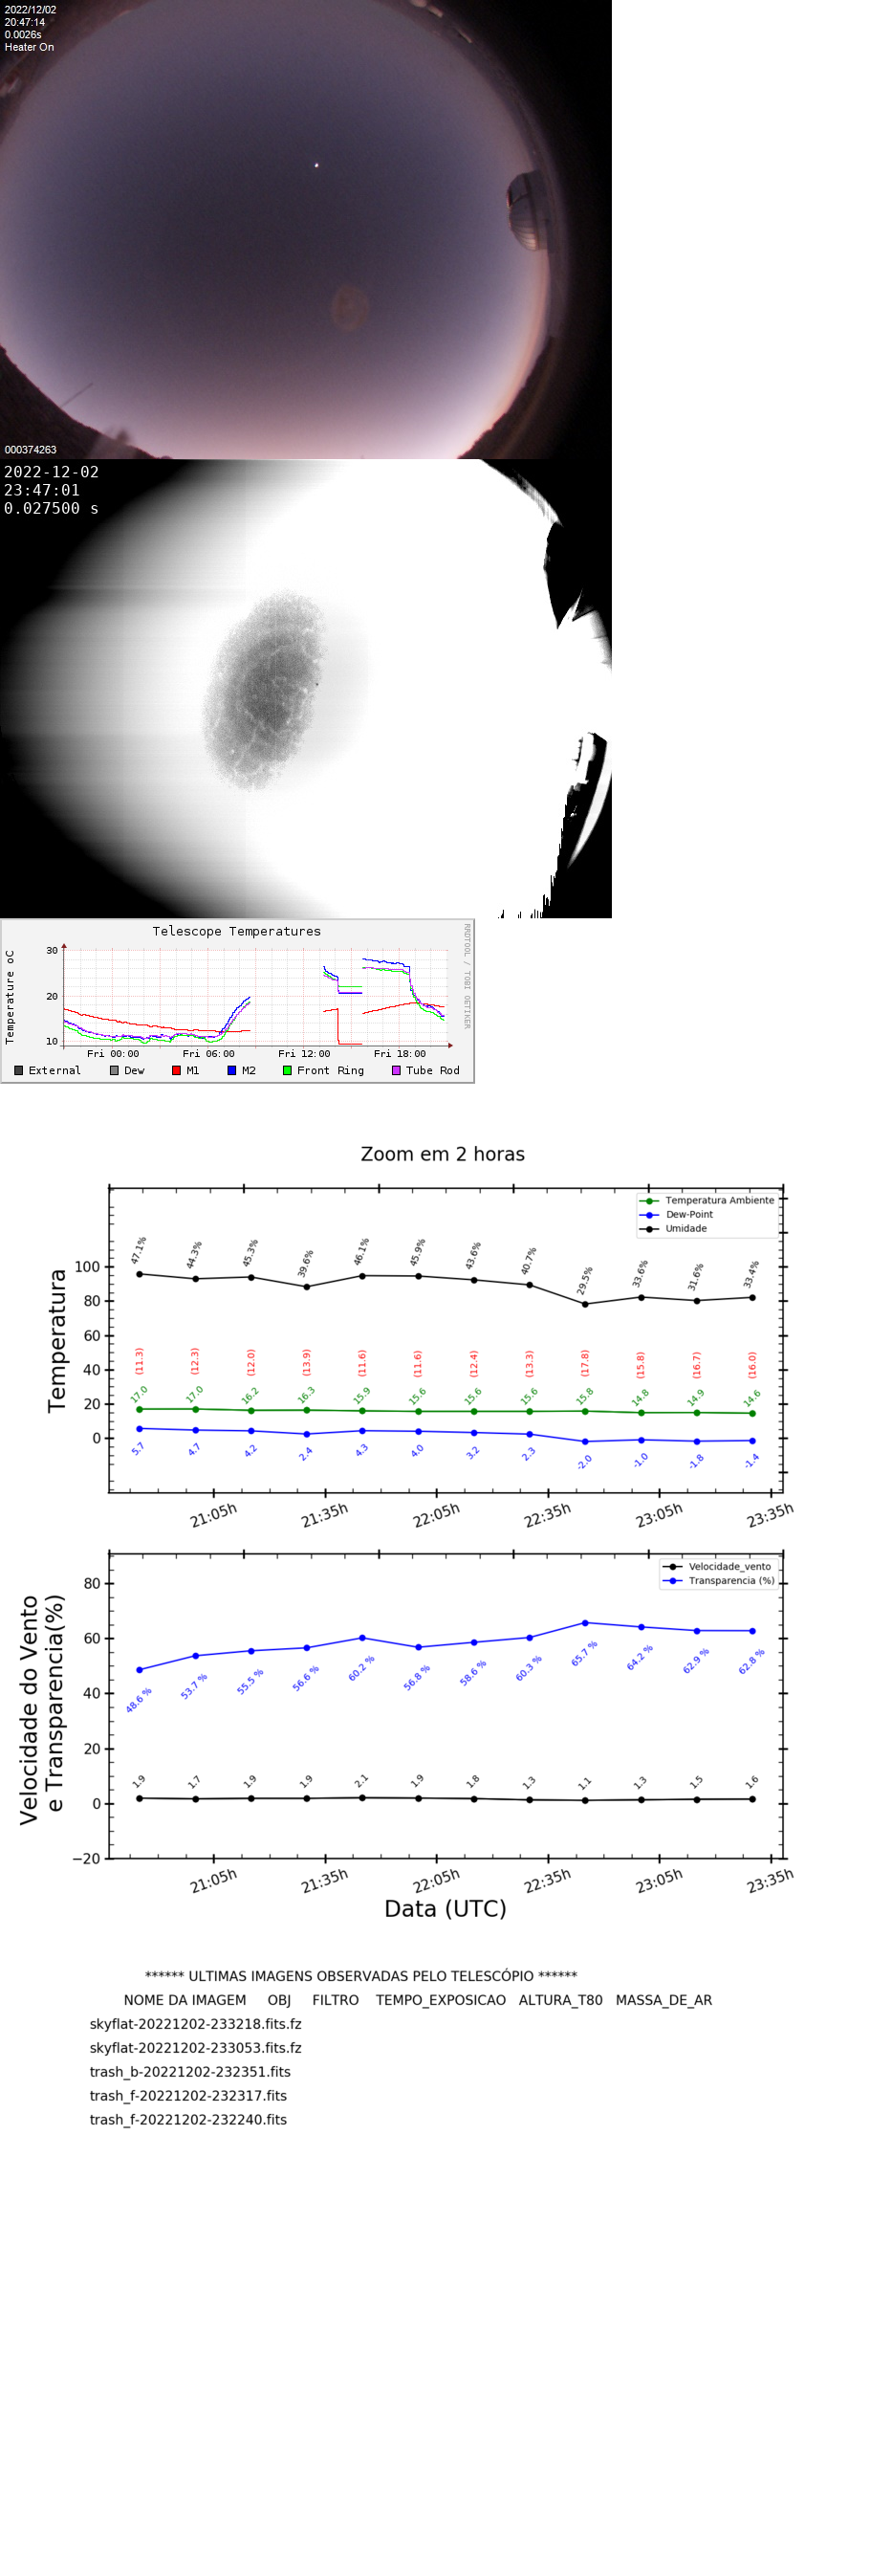 2022/12/02
20:47:14
0.0026s
Heater On
000374263
2022-12-02
23:47:01
0.027500 s
Telescope Temperatures
RRDTOOL / TOBI OETIKER
Temperature oC
30
20
10
Fri 00:00 Fri 06:00 Fri 12:00 Fri 18:00
External Dew M1 M2 Front Ring Tube Rod
Zoom em 2 horas
Temperatura
Temperatura Ambiente
Dew-Point
Umidade
47.1% 44.3% 45.3% 39.6% 46.1% 45.9% 43.6% 40.7% 29.5% 33.6% 31.6% 33.4%
100
80
60
40
20
0
(11.3) (12.3) (12.0) (13.9) (11.6) (11.6) (12.4) (13.3) (17.8) (15.8) (16.7) (16.0)
17.0 17.0 16.2 16.3 15.9 15.6 15.6 15.6 15.8 14.8 14.9 14.6
5.7 4.7 4.2 2.4 4.3 4.0 3.2 2.3 -2.0 -1.0 -1.8 -1.4
21:05h 21:35h 22:05h 22:35h 23:05h 23:35h
Velocidade do Vento
e Transparencia(%)
Velocidade_vento
Transparencia (%)
80
60
40
20
0
−20
48.6 % 53.7 % 55.5 % 56.6 % 60.2 % 56.8 % 58.6 % 60.3 % 65.7 % 64.2 % 62.9 % 62.8 %
1.9 1.7 1.9 1.9 2.1 1.9 1.8 1.3 1.1 1.3 1.5 1.6
21:05h 21:35h 22:05h 22:35h 23:05h 23:35h
Data (UTC)
****** ULTIMAS IMAGENS OBSERVADAS PELO TELESCÓPIO ******
NOME DA IMAGEM OBJ FILTRO TEMPO_EXPOSICAO ALTURA_T80 MASSA_DE_AR
skyflat-20221202-233218.fits.fz
skyflat-20221202-233053.fits.fz
trash_b-20221202-232351.fits
trash_f-20221202-232317.fits
trash_f-20221202-232240.fits